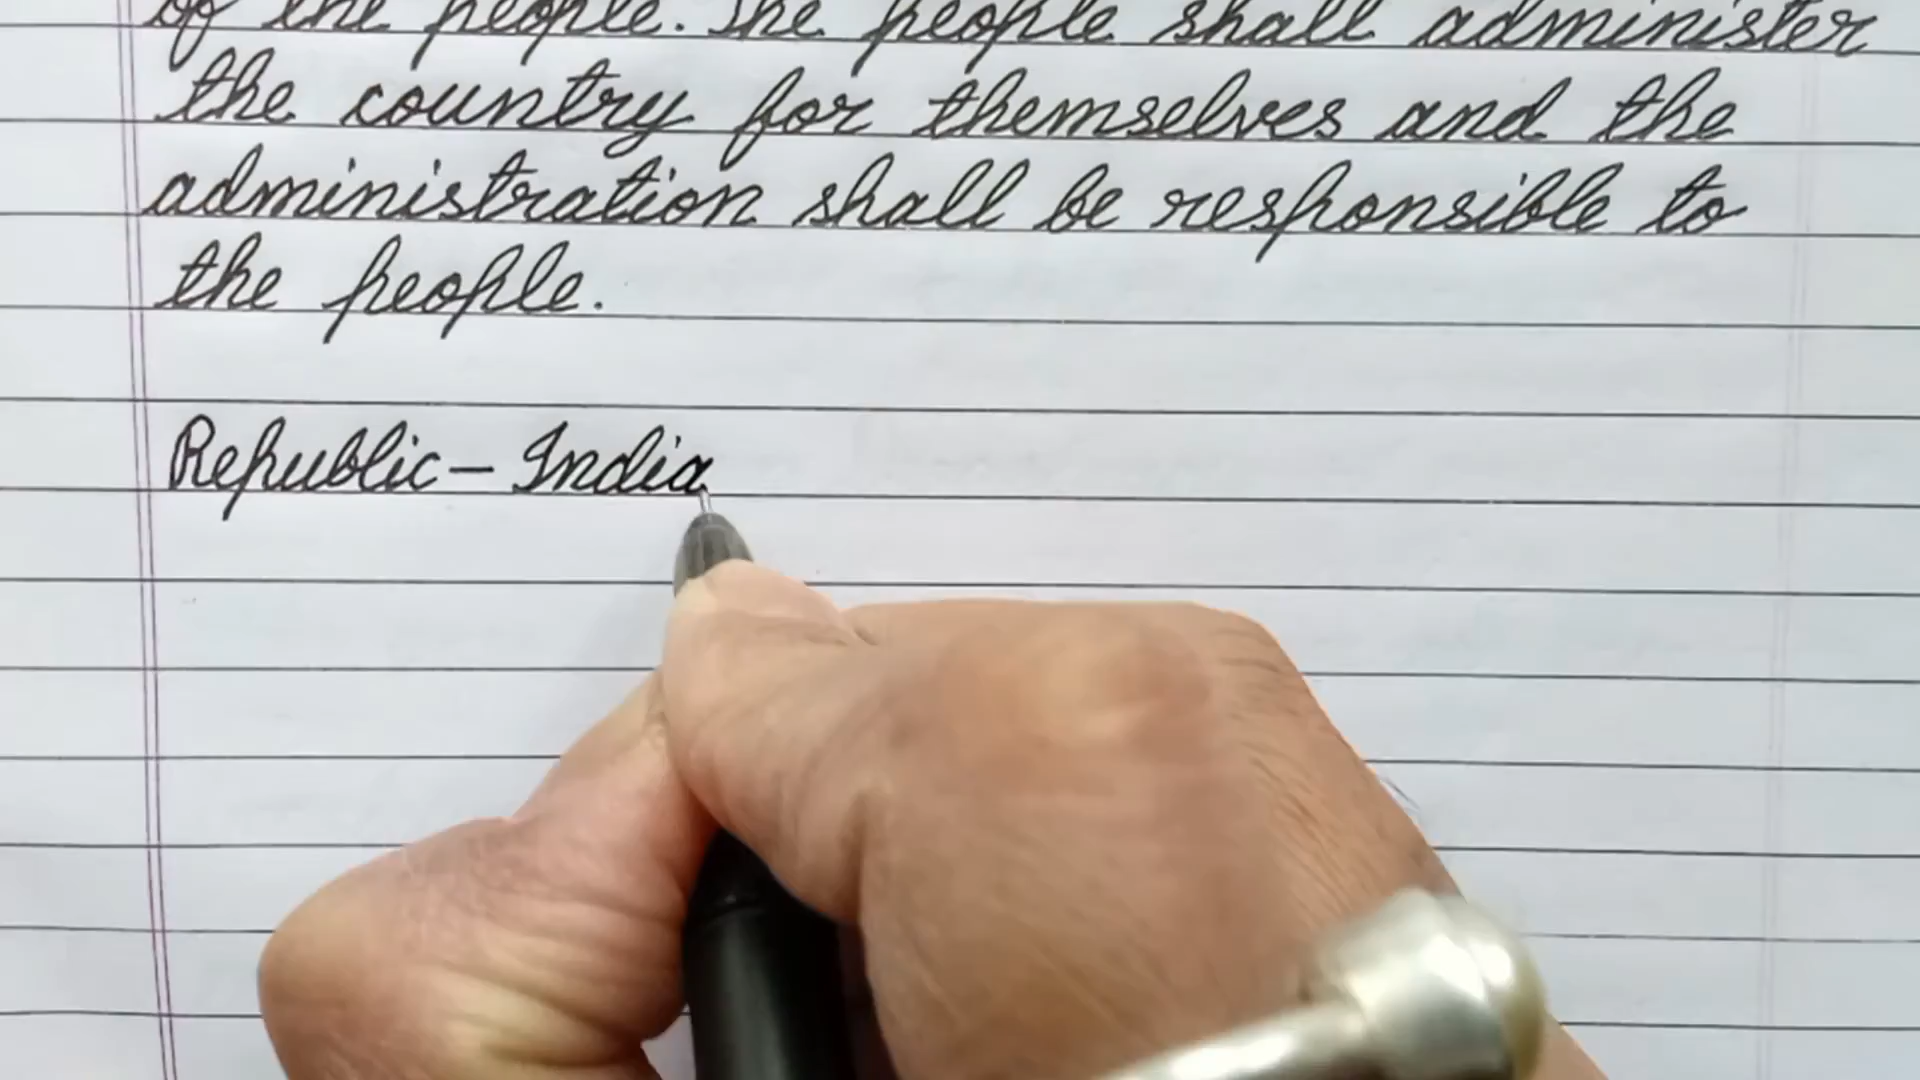 of the people. The people shall administer
the country for themselves and the
administration shall be responsible to
the people.
Republic – India